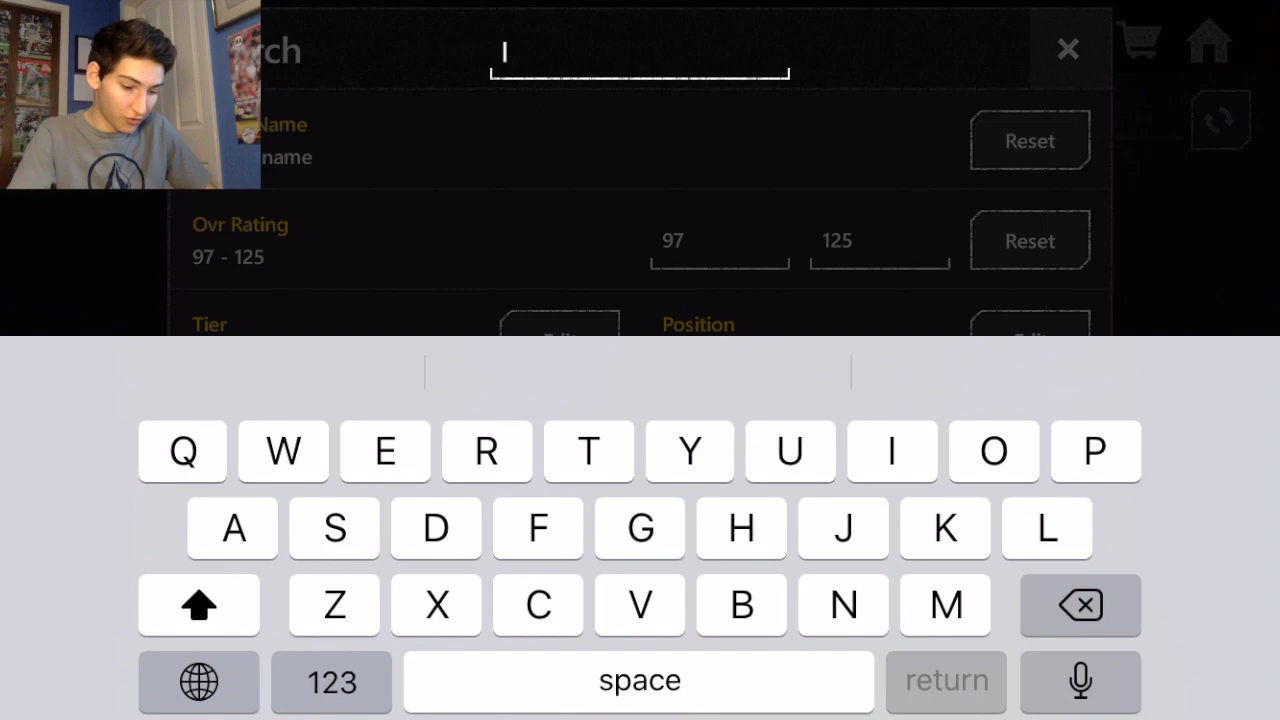 rch
Name
name
Reset
Ovr Rating
97 - 125
97
125
Reset
Tier
Position
Q W E R T Y U I O P
A S D F G H J K L
Z X C V B N M
123
space
return